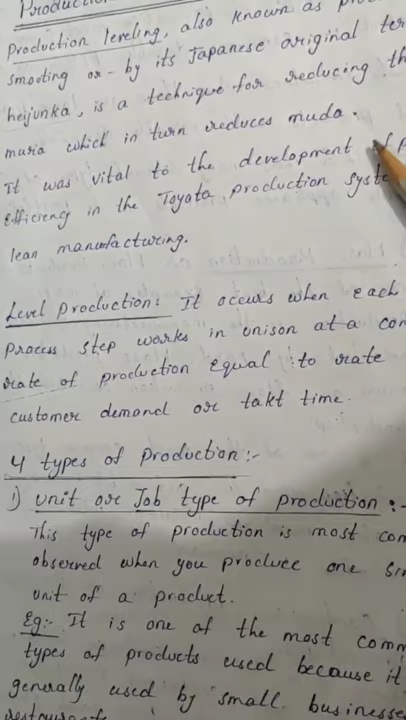 Production
Production leveling, also known as
smooting or - by its Japanese original
heijunka, is a technique for reducing
muria which in turn reduces muda.
It was vital to the development of
Efficieng in the Toyota production
lean manufacturing.
Level production: It occurs when each
process step works in unison at a
rate of production equal to rate
customer demand or takt time.
4 types of production :-
1) Unit or Job type of production :-
This type of production is most
observed when you produce one
unit of a product.
Eg:- It is one of the most
types of products used because it
generally used by small businesses